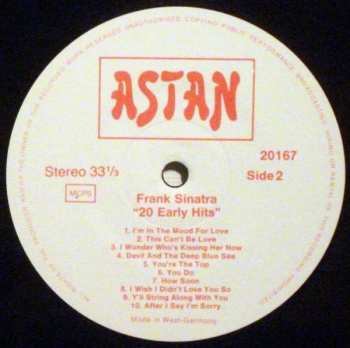 ASTAN
20167
Stereo 33⅓
Side 2
MCPS
Frank Sinatra
"20 Early Hits"
1. I'm In The Mood For Love
2. This Can't Be Love
3. I Wonder Who's Kissing Her Now
4. Devil And The Deep Blue Sea
5. You're The Top
6. You Do
7. How Soon
8. I Wish I Didn't Love You So
9. Y'll String Along With You
10. After I Say I'm Sorry
Made in West-Germany